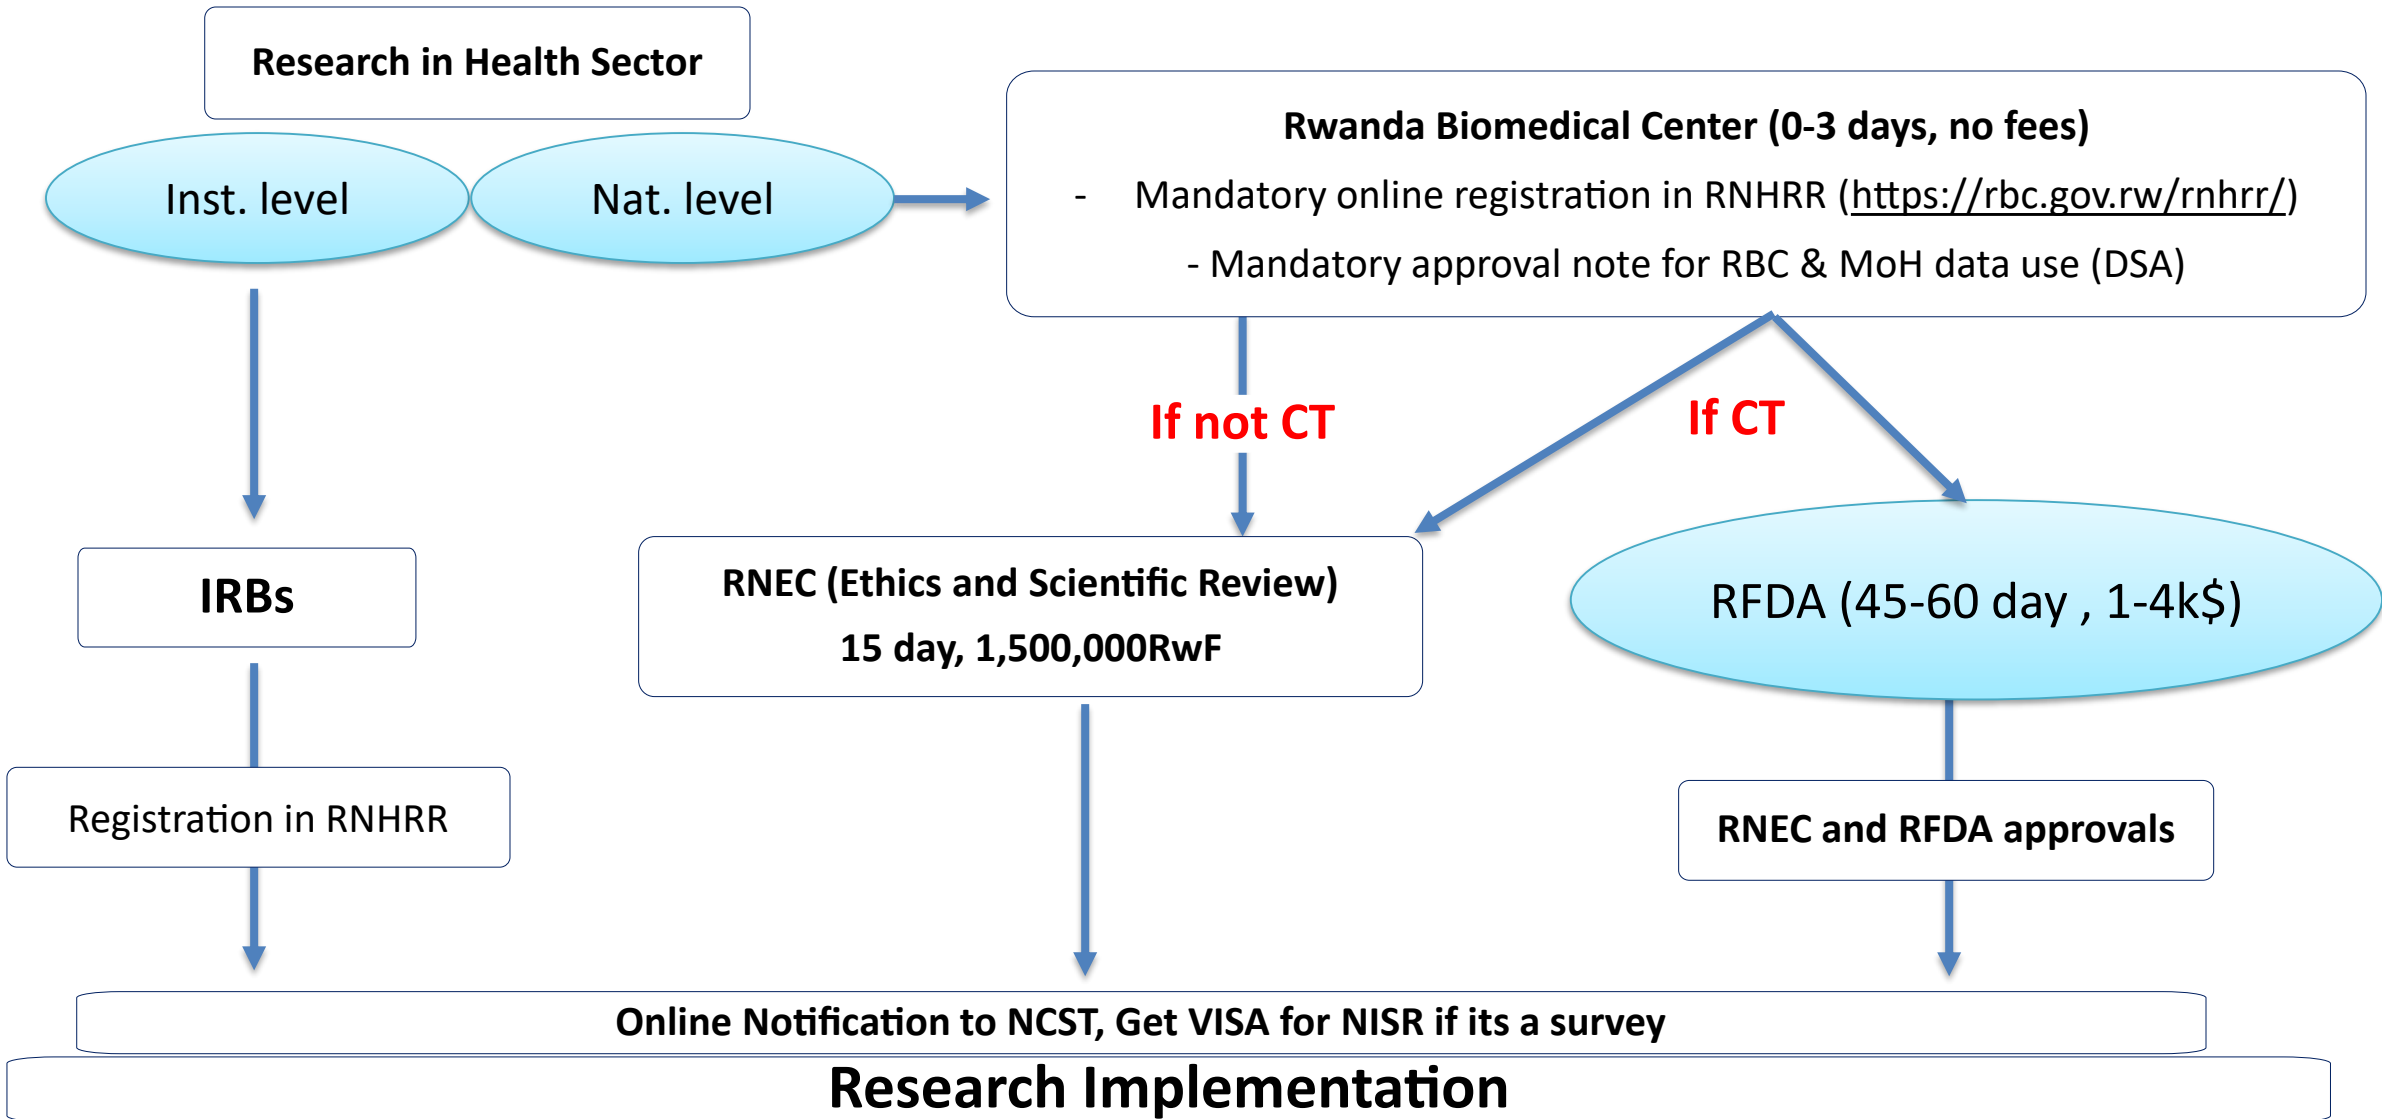 Research in Health Sector
Inst. level
Nat. level
Rwanda Biomedical Center (0-3 days, no fees)
- Mandatory online registration in RNHRR (https://rbc.gov.rw/rnhrr/)
- Mandatory approval note for RBC & MoH data use (DSA)
If not CT
If CT
IRBs
RNEC (Ethics and Scientific Review)
15 day, 1,500,000RwF
RFDA (45-60 day , 1-4k$)
Registration in RNHRR
RNEC and RFDA approvals
Online Notification to NCST, Get VISA for NISR if its a survey
Research Implementation